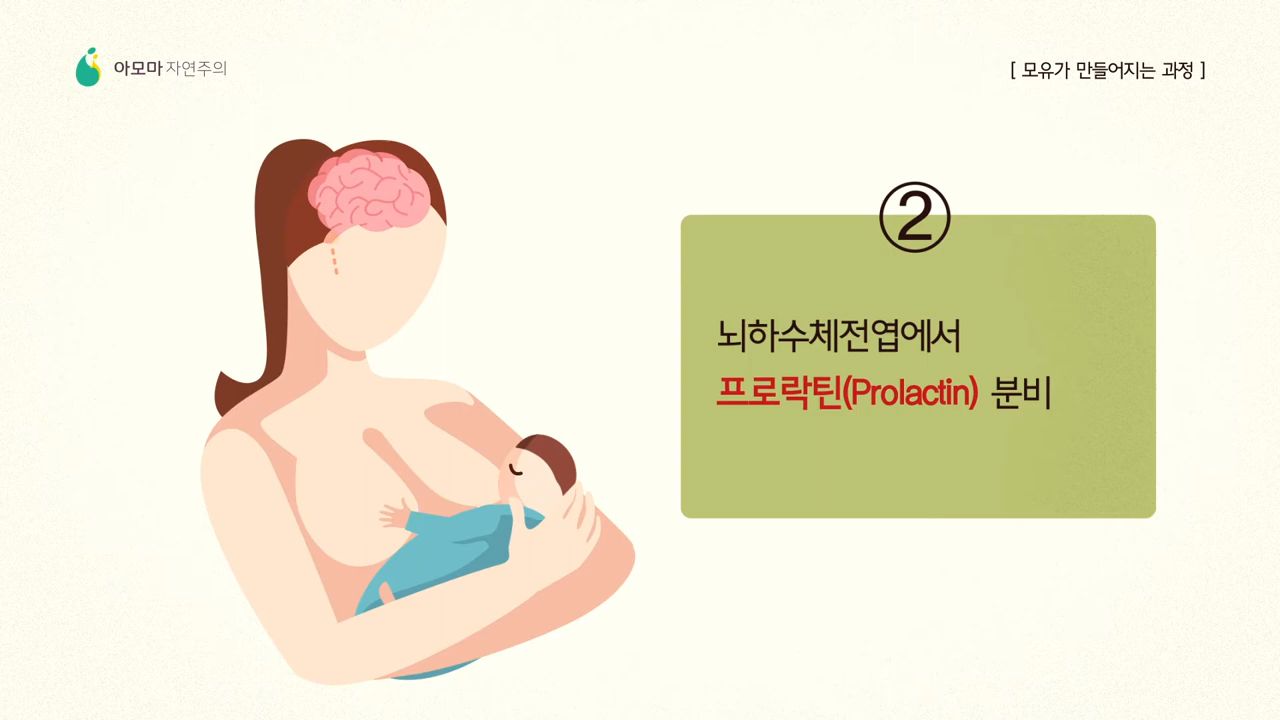 아모마 자연주의
[ 모유가 만들어지는 과정 ]
②
뇌하수체전엽에서
프로락틴(Prolactin) 분비